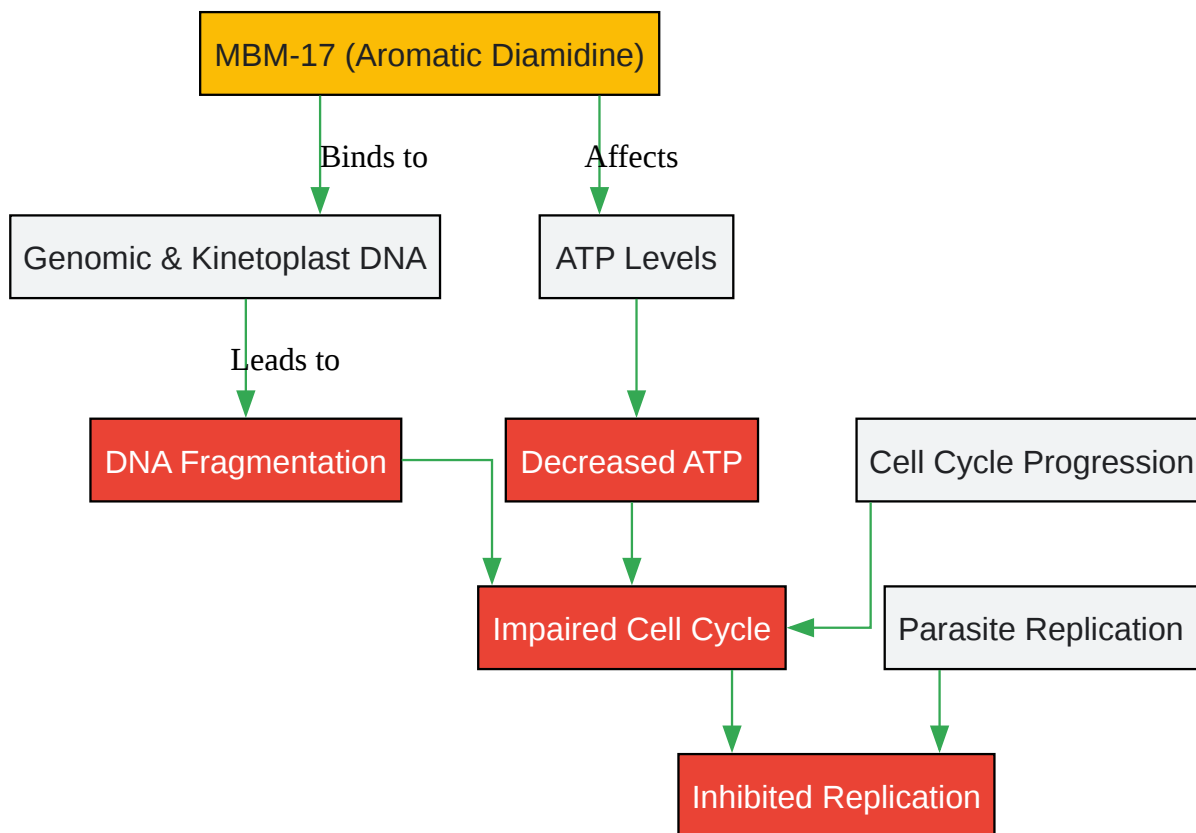 MBM-17 (Aromatic Diamidine)
Binds to
Affects
Genomic & Kinetoplast DNA
ATP Levels
Leads to
DNA Fragmentation
Decreased ATP
Cell Cycle Progression
Impaired Cell Cycle
Parasite Replication
Inhibited Replication